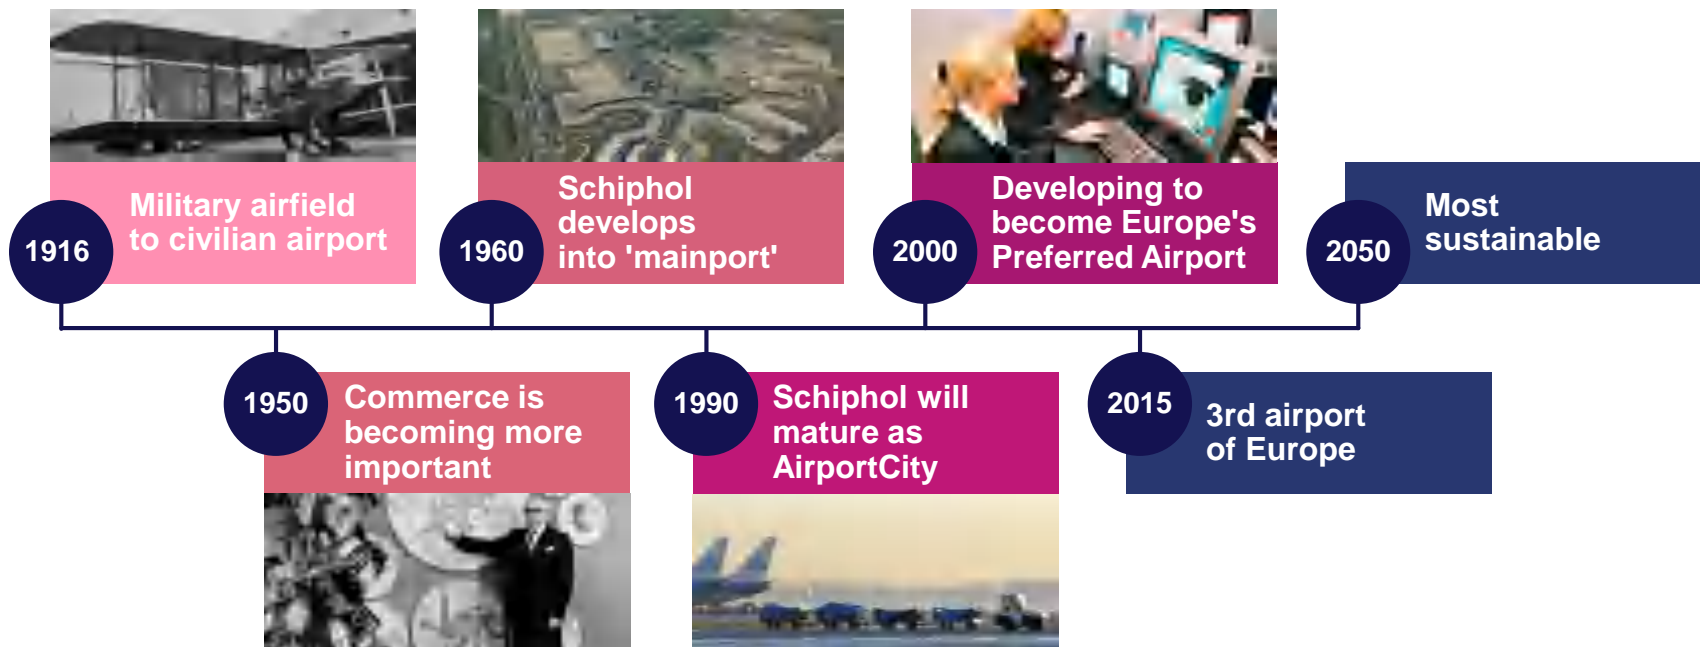 1916
Military airfield
to civilian airport
1960
Schiphol
develops
into 'mainport'
2000
Developing to
become Europe's
Preferred Airport
2050
Most
sustainable
1950
Commerce is
becoming more
important
1990
Schiphol will
mature as
AirportCity
2015
3rd airport
of Europe